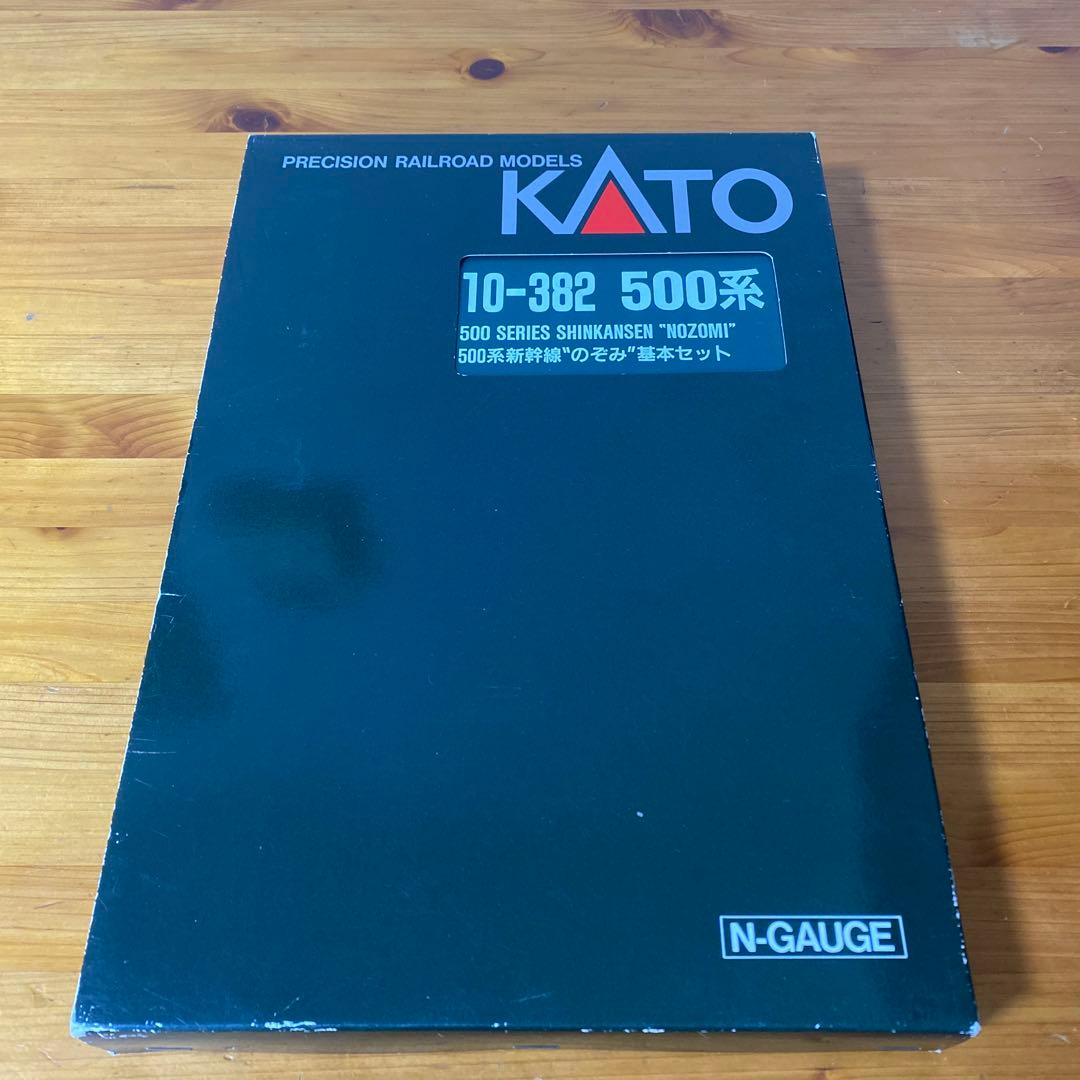 PRECISION RAILROAD MODELS
KATO
10-382 500系
500 SERIES SHINKANSEN "NOZOMI"
500系新幹線"のぞみ"基本セット
N-GAUGE